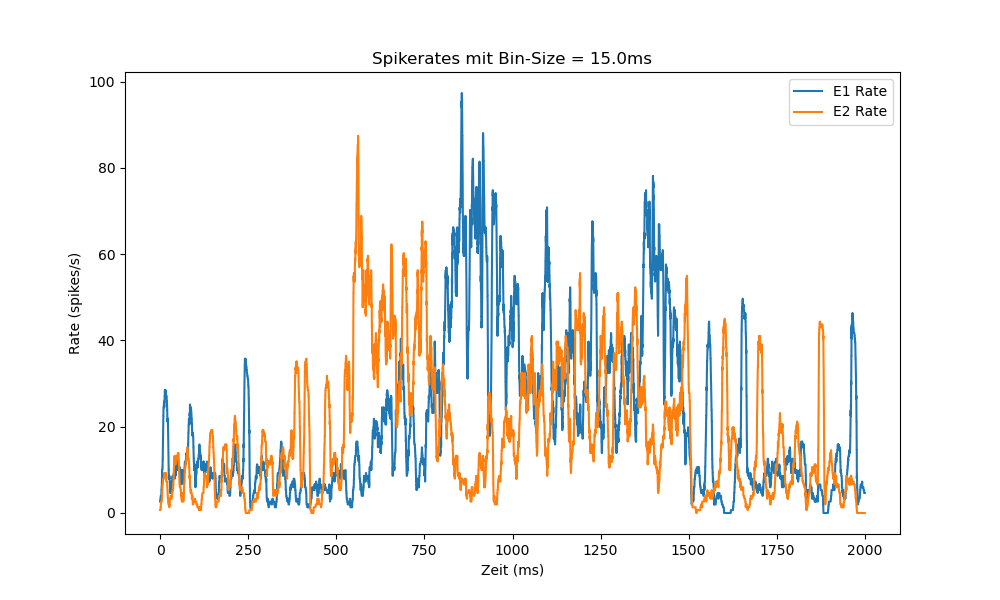 Spikerates mit Bin-Size = 15.0ms
E1 Rate
E2 Rate
Rate (spikes/s)
100
80
60
40
20
0
0 250 500 750 1000 1250 1500 1750 2000
Zeit (ms)